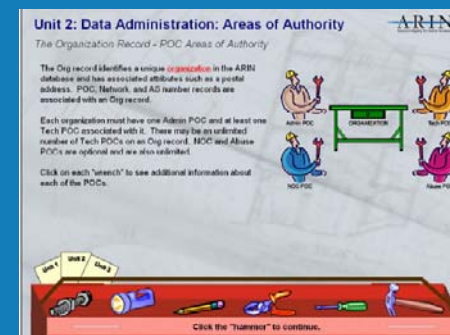 Unit 2: Data Administration: Areas of Authority
ARIN
The Organization Record - POC Areas of Authority
The Org record identifies a unique organization in the ARIN
database and has associated attributes such as a postal
address. POC, Network, and AS number records are
associated with an Org record.
Each organization must have one Admin POC and at least one
Tech POC associated with it. There may be an unlimited
number of Tech POCs on an Org record. NOC and Abuse
POCs are optional and are also unlimited.
Click on each "wrench" to see additional information about
each of the POCs.
Admin POC
ORGANIZATION
Tech POC
NOC POC
Abuse POC
Unit 1
Unit 2
Unit 3
Click the "hammer" to continue.